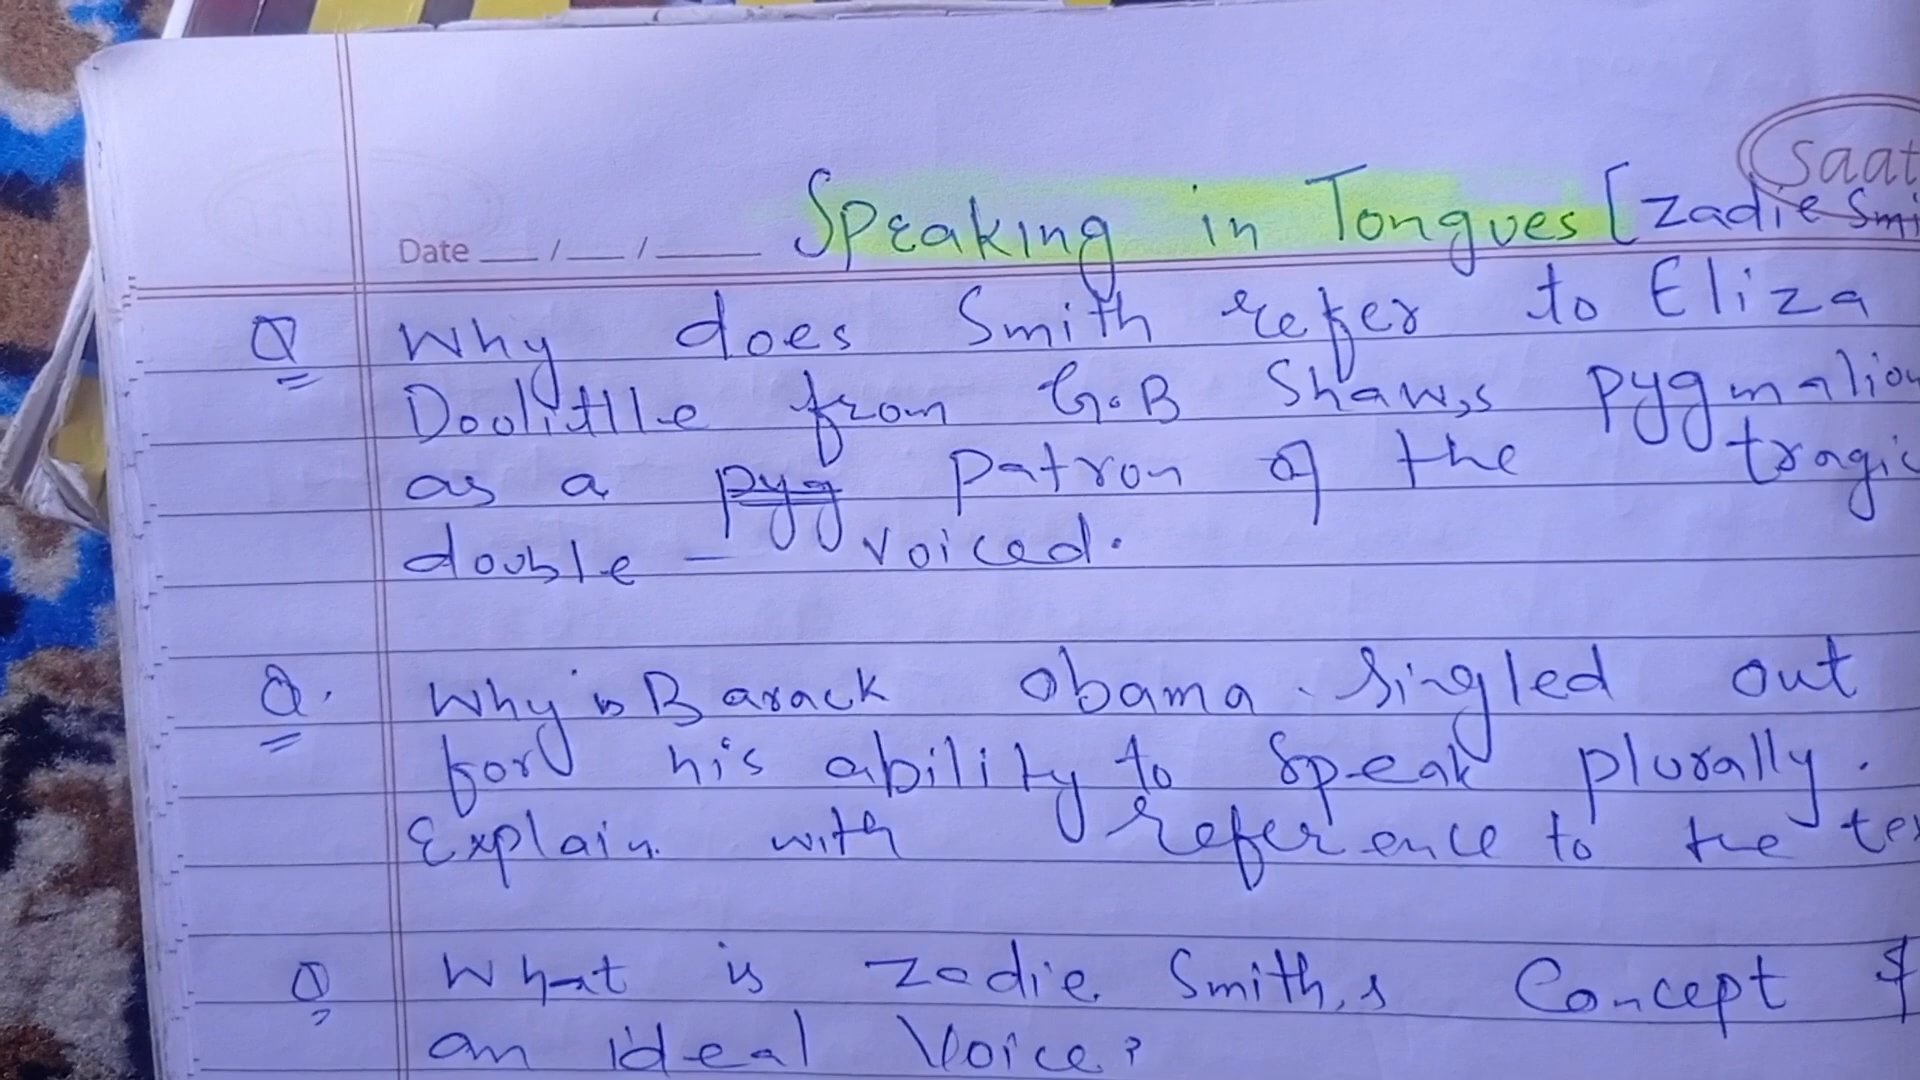 Saat
Date __/__/____ Speaking in Tongues [Zadie Smi
Q Why does Smith refer to Eliza
Doolittle from G.B Shaw,s Pygmalion
as a pyg patron of the tragic
double - voiced.
Q. Why is Barack Obama singled out
for his ability to speak plurally.
Explain with reference to the tex
Q What is Zadie Smith,s Concept of
an ideal Voice?